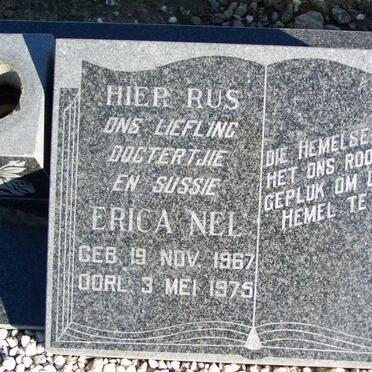 HIER RUS
ONS LIEFLING
DOGTERTJIE
EN SUSSIE
ERICA NEL
GEB. 19 NOV. 1967
OORL. 3 MEI 1975
DIE HEMELSE
HET ONS ROO
GEPLUK OM
HEMEL TE